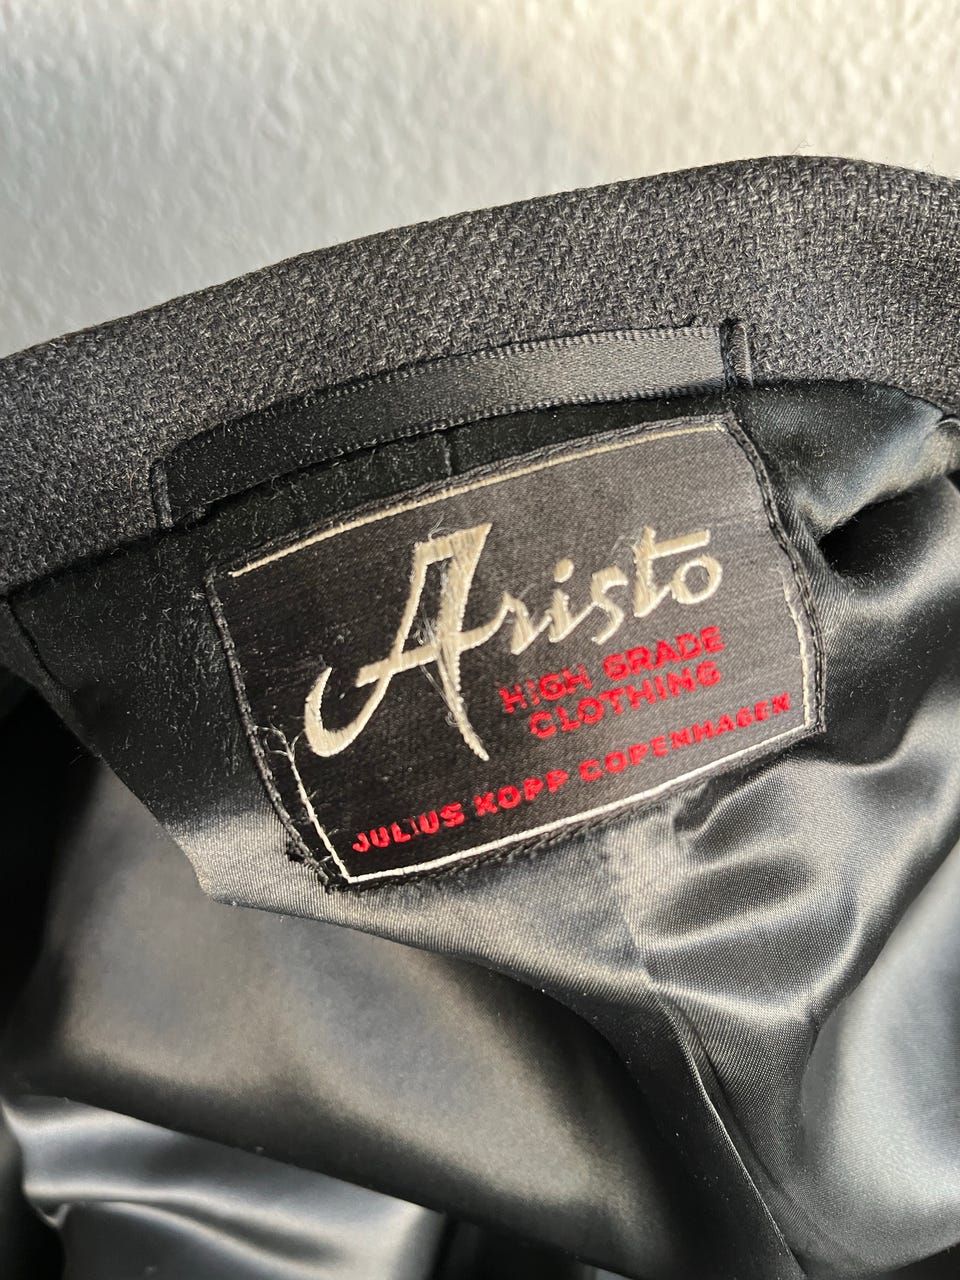 Aristo
HIGH GRADE
CLOTHING
JULIUS KOPP COPENHAGEN